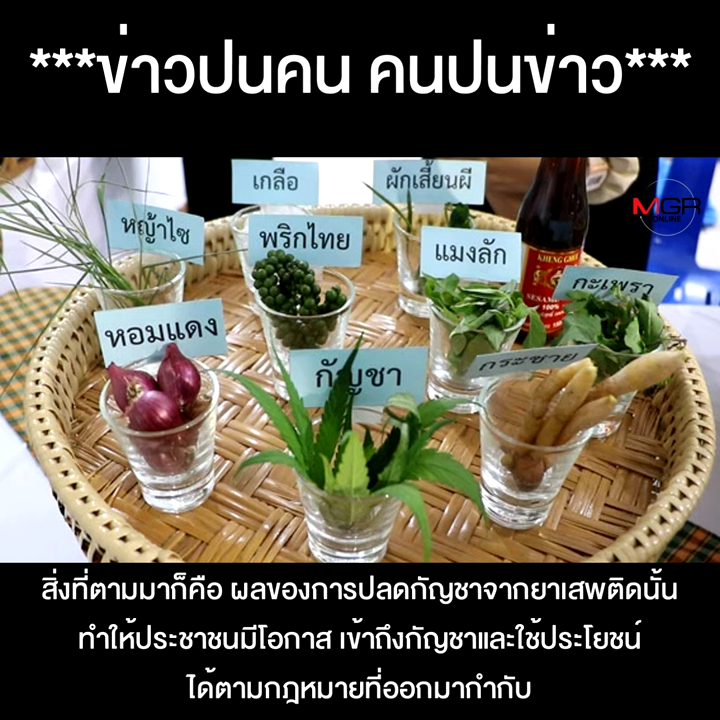 ***ข่าวปนคน คนปนข่าว***
เกลือ
ผักเสี้ยนผี
MGR
ONLINE
หญ้าไซ
พริกไทย
แมงลัก
KHENG GHEE
SESAME
100%
กะเพรา
หอมแดง
กัญชา
กระชาย
สิ่งที่ตามมาก็คือ ผลของการปลดกัญชาจากยาเสพติดนั้น
ทำให้ประชาชนมีโอกาส เข้าถึงกัญชาและใช้ประโยชน์
ได้ตามกฎหมายที่ออกมากำกับ